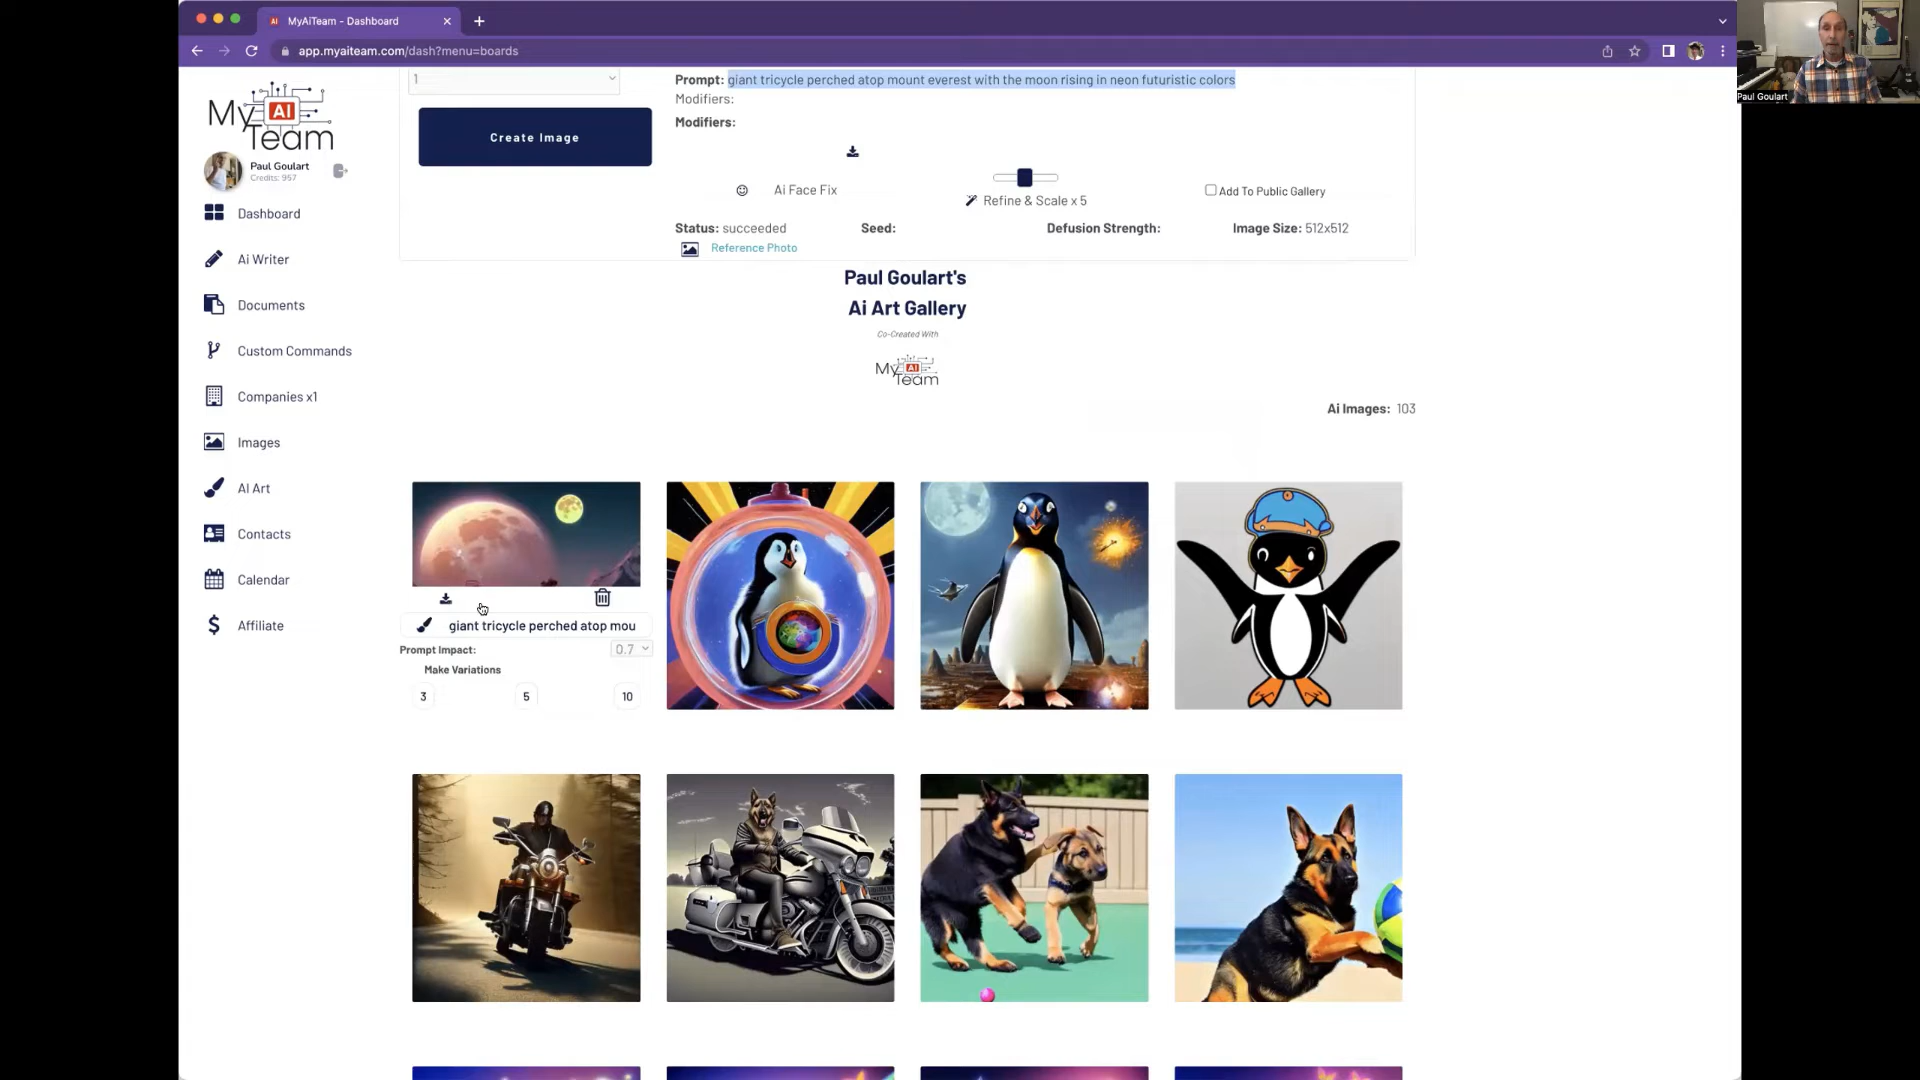 MyAiTeam - Dashboard
app.myaiteam.com/dash?menu=boards
Paul Goulart
My AI Team
Paul Goulart
Credits: 957
Dashboard
Ai Writer
Documents
Custom Commands
Companies x1
Images
AI Art
Contacts
Calendar
Affiliate
1
Create Image
Prompt: giant tricycle perched atop mount everest with the moon rising in neon futuristic colors
Modifiers:
Modifiers:
Ai Face Fix
Refine & Scale x 5
Add To Public Gallery
Status: succeeded
Seed:
Defusion Strength:
Image Size: 512x512
Reference Photo
Paul Goulart's
Ai Art Gallery
Co-Created With
My AI Team
Ai Images: 103
giant tricycle perched atop mou
Prompt Impact:
0.7
Make Variations
3
5
10